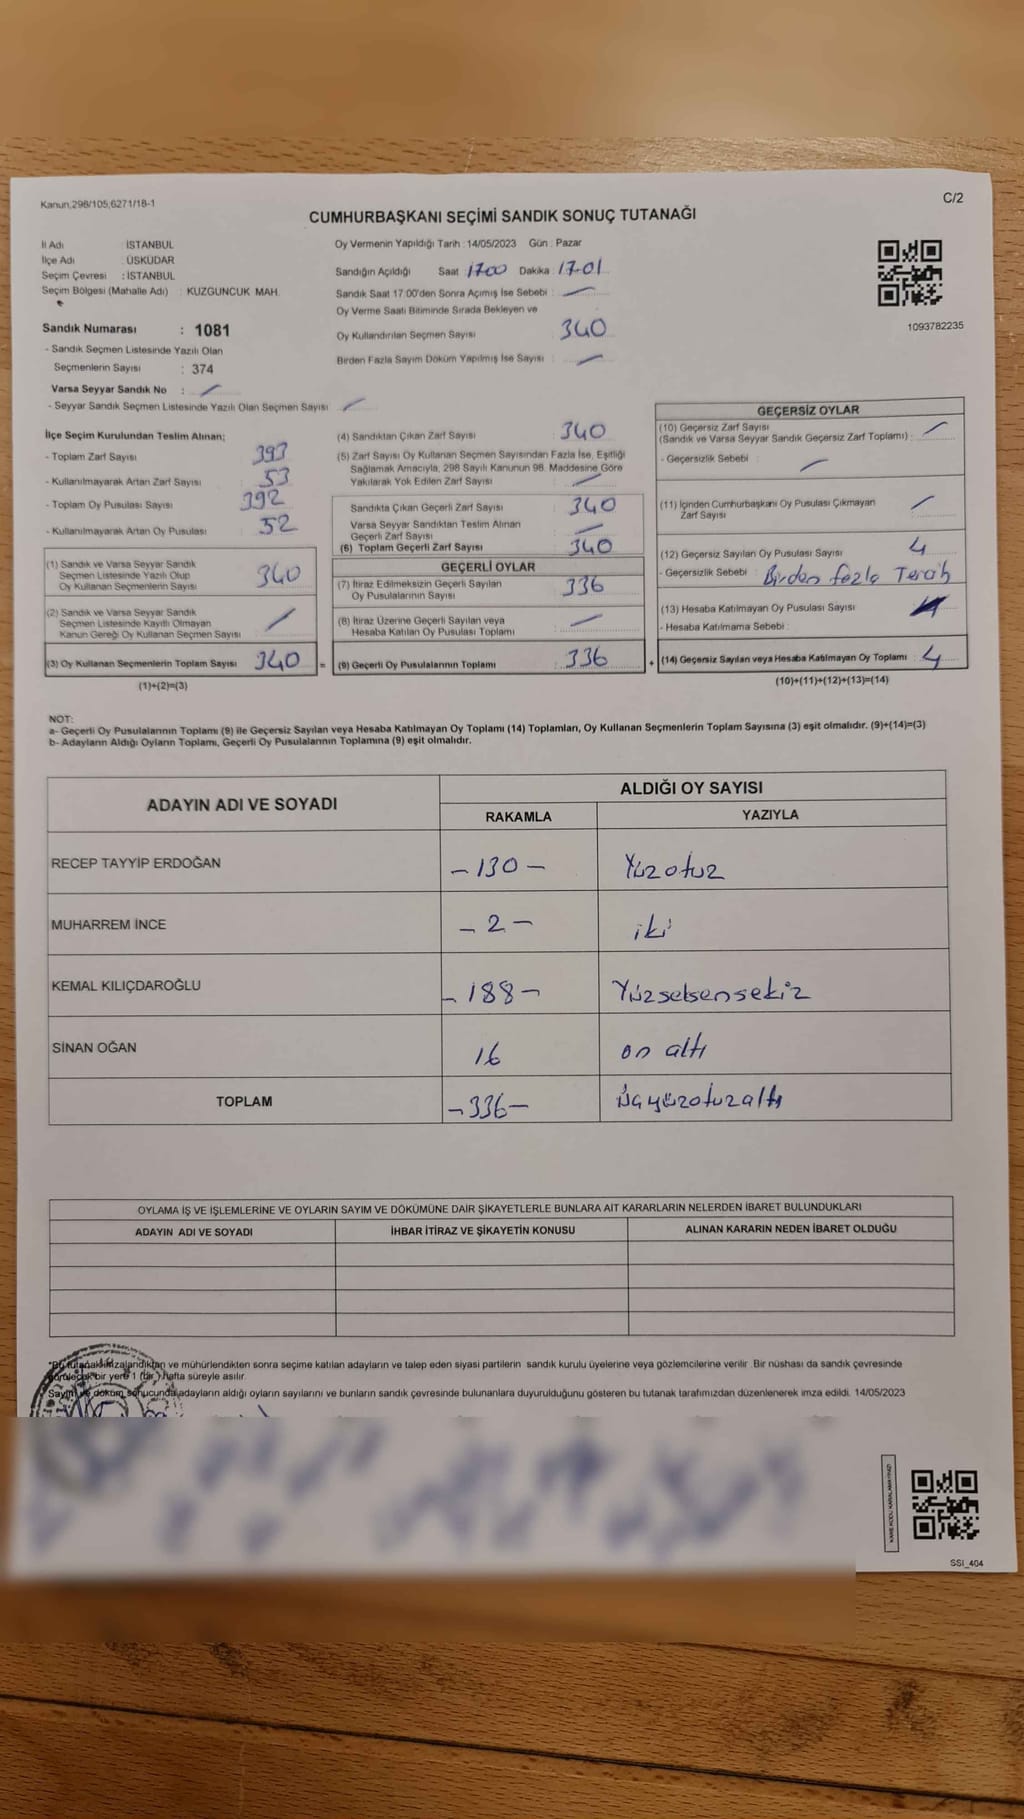 Kanun;298/105;6271/18-1
C/2
CUMHURBAŞKANI SEÇİMİ SANDIK SONUÇ TUTANAĞI
İl Adı : İSTANBUL
İlçe Adı : ÜSKÜDAR
Seçim Çevresi : İSTANBUL
Seçim Bölgesi (Mahalle Adı) : KUZGUNCUK MAH.
Sandık Numarası : 1081
- Sandık Seçmen Listesinde Yazılı Olan
Seçmenlerin Sayısı : 374
Varsa Seyyar Sandık No :
- Seyyar Sandık Seçmen Listesinde Yazılı Olan Seçmen Sayısı
Oy Vermenin Yapıldığı Tarih : 14/05/2023 Gün : Pazar
Sandığın Açıldığı Saat 17.00 Dakika : 17.01
Sandık Saat 17:00'den Sonra Açımış İse Sebebi :
Oy Verme Saati Bitiminde Sırada Bekleyen ve
Oy Kullandırılan Seçmen Sayısı 340
Birden Fazla Sayım Döküm Yapılmış İse Sayısı :
1093782235
İlçe Seçim Kurulundan Teslim Alınan;
- Toplam Zarf Sayısı 393
- Kullanılmayarak Artan Zarf Sayısı : 53
- Toplam Oy Pusulası Sayısı : 392
- Kullanılmayarak Artan Oy Pusulası : 52
(1) Sandık ve Varsa Seyyar Sandık
Seçmen Listesinde Yazılı Olup
Oy Kullanan Seçmenlerin Sayısı : 340
(2) Sandık ve Varsa Seyyar Sandık
Seçmen Listesinde Kayıtlı Olmayan
Kanun Gereği Oy Kullanan Seçmen Sayısı
(3) Oy Kullanan Seçmenlerin Toplam Sayısı : 340 =
(1)+(2)=(3)
(4) Sandıktan Çıkan Zarf Sayısı : 340
(5) Zarf Sayısı Oy Kullanan Seçmen Sayısından Fazla İse, Eşitliği
Sağlamak Amacıyla, 298 Sayılı Kanunun 98. Maddesine Göre
Yakılarak Yok Edilen Zarf Sayısı :
Sandıkta Çıkan Geçerli Zarf Sayısı : 340
Varsa Seyyar Sandıktan Teslim Alınan
Geçerli Zarf Sayısı :
(6) Toplam Geçerli Zarf Sayısı : 340
GEÇERLİ OYLAR
(7) İtiraz Edilmeksizin Geçerli Sayılan
Oy Pusulalarının Sayısı : 336
(8) İtiraz Üzerine Geçerli Sayılan veya
Hesaba Katılan Oy Pusulası Toplamı :
(9) Geçerli Oy Pusulalarının Toplamı : 336 +
GEÇERSİZ OYLAR
(10) Geçersiz Zarf Sayısı
(Sandık ve Varsa Seyyar Sandık Geçersiz Zarf Toplamı) :
- Geçersizlik Sebebi :
(11) İçinden Cumhurbaşkanı Oy Pusulası Çıkmayan
Zarf Sayısı :
(12) Geçersiz Sayılan Oy Pusulası Sayısı : 4
- Geçersizlik Sebebi : Birden fazla Tercih
(13) Hesaba Katılmayan Oy Pusulası Sayısı :
- Hesaba Katılmama Sebebi :
(14) Geçersiz Sayılan veya Hesaba Katılmayan Oy Toplamı : 4
(10)+(11)+(12)+(13)=(14)
NOT:
a- Geçerli Oy Pusulalarının Toplamı (9) ile Geçersiz Sayılan veya Hesaba Katılmayan Oy Toplamı (14) Toplamları, Oy Kullanan Seçmenlerin Toplam Sayısına (3) eşit olmalıdır. (9)+(14)=(3)
b- Adayların Aldığı Oyların Toplamı, Geçerli Oy Pusulalarının Toplamına (9) eşit olmalıdır.
ADAYIN ADI VE SOYADI ALDIĞI OY SAYISI
RAKAMLA YAZIYLA
RECEP TAYYİP ERDOĞAN -130- Yüzotuz
MUHARREM İNCE -2- iki
KEMAL KILIÇDAROĞLU -188- Yüzseksensekiz
SİNAN OĞAN 16 on altı
TOPLAM -336- üçyüzotuzaltı
OYLAMA İŞ VE İŞLEMLERİNE VE OYLARIN SAYIM VE DÖKÜMÜNE DAİR ŞİKAYETLERLE BUNLARA AİT KARARLARIN NELERDEN İBARET BULUNDUKLARI
ADAYIN ADI VE SOYADI İHBAR İTİRAZ VE ŞİKAYETİN KONUSU ALINAN KARARIN NEDEN İBARET OLDUĞU
*Bu tutanak imzalandıktan ve mühürlendikten sonra seçime katılan adayların ve talep eden siyasi partilerin sandık kurulu üyelerine veya gözlemcilerine verilir. Bir nüshası da sandık çevresinde
görülecek bir yere 1 (bir) hafta süreyle asılır.
Sayım ve döküm sonucunda adayların aldığı oyların sayılarını ve bunların sandık çevresinde bulunanlara duyurulduğunu gösteren bu tutanak tarafımızdan düzenlenerek imza edildi. 14/05/2023
SSI_404